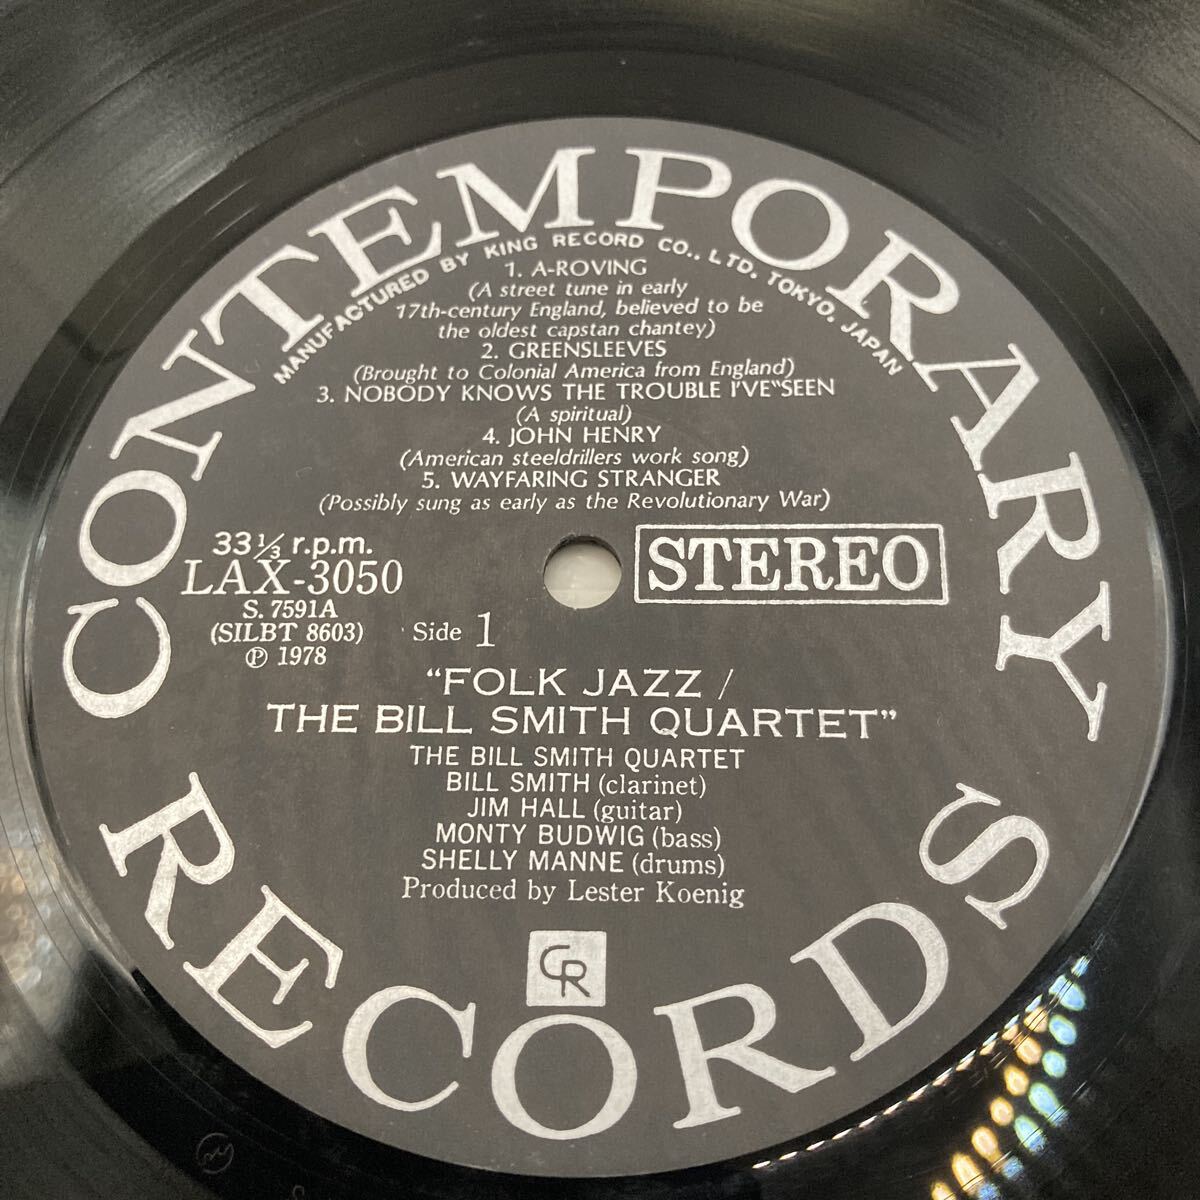 CONTEMPORARY
MANUFACTURED BY KING RECORD CO., LTD. TOKYO, JAPAN
1. A-ROVING
(A street tune in early
17th-century England, believed to be
the oldest capstan chantey)
2. GREENSLEEVES
(Brought to Colonial America from England)
3. NOBODY KNOWS THE TROUBLE I'VE"SEEN
(A spiritual)
4. JOHN HENRY
(American steeldrillers work song)
5. WAYFARING STRANGER
(Possibly sung as early as the Revolutionary War)
33 1/3 r.p.m.
LAX-3050
S. 7591A
(SILBT 8603)
Ⓟ 1978
Side 1
STEREO
"FOLK JAZZ /
THE BILL SMITH QUARTET"
THE BILL SMITH QUARTET
BILL SMITH (clarinet)
JIM HALL (guitar)
MONTY BUDWIG (bass)
SHELLY MANNE (drums)
Produced by Lester Koenig
CR
RECORDS